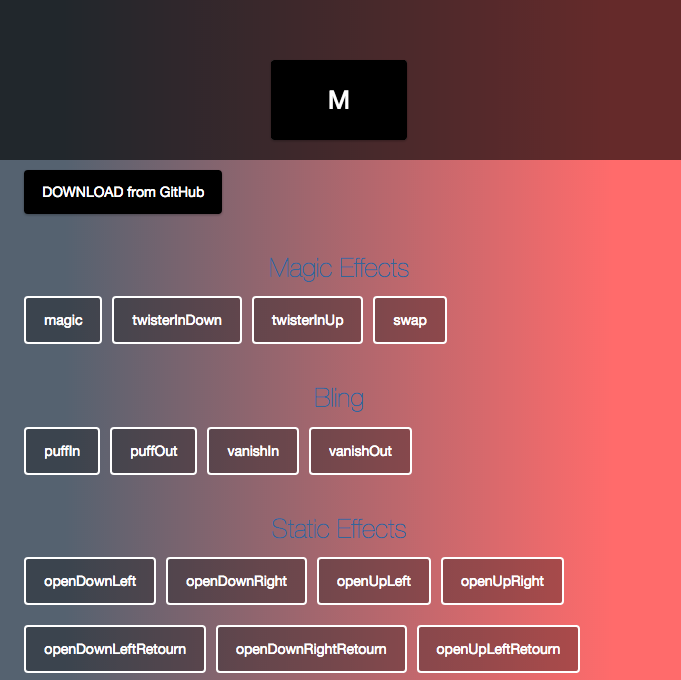 M
DOWNLOAD from GitHub
Magic Effects
magic twisterInDown twisterInUp swap
Bling
puffIn puffOut vanishIn vanishOut
Static Effects
openDownLeft openDownRight openUpLeft openUpRight
openDownLeftRetourn openDownRightRetourn openUpLeftRetourn